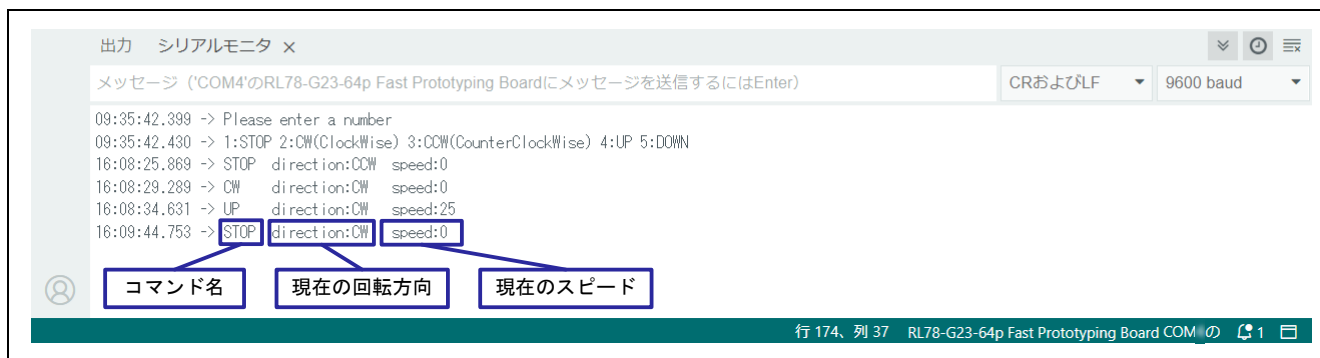 出力 シリアルモニタ ×
メッセージ（'COM4'のRL78-G23-64p Fast Prototyping Boardにメッセージを送信するにはEnter） CRおよびLF 9600 baud
09:35:42.399 -> Please enter a number
09:35:42.430 -> 1:STOP 2:CW(ClockWise) 3:CCW(CounterClockWise) 4:UP 5:DOWN
16:08:25.869 -> STOP direction:CCW speed:0
16:08:29.289 -> CW direction:CW speed:0
16:08:34.631 -> UP direction:CW speed:25
16:09:44.753 -> STOP direction:CW speed:0
コマンド名 現在の回転方向 現在のスピード
行 174、列 37 RL78-G23-64p Fast Prototyping Board COM の 1